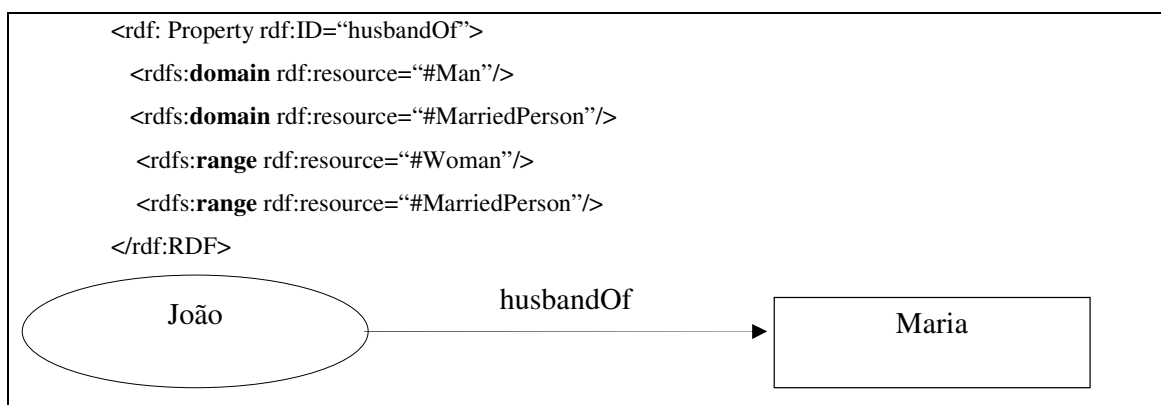 <rdf: Property rdf:ID=“husbandOf”>
<rdfs:domain rdf:resource=“#Man”/>
<rdfs:domain rdf:resource=“#MarriedPerson”/>
<rdfs:range rdf:resource=“#Woman”/>
<rdfs:range rdf:resource=“#MarriedPerson”/>
</rdf:RDF>
João
husbandOf
Maria